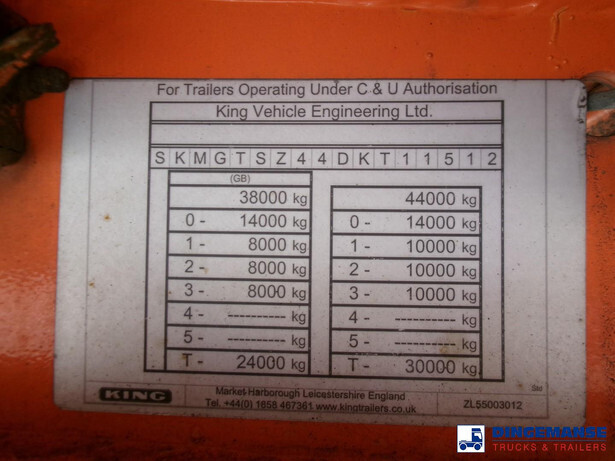 For Trailers Operating Under C & U Authorisation
King Vehicle Engineering Ltd.
S K M G T S Z 4 4 D K T 1 1 5 1 2
(GB)
38000 kg 44000 kg
0 - 14000 kg 0 - 14000 kg
1 - 8000 kg 1 - 10000 kg
2 - 8000 kg 2 - 10000 kg
3 - 8000 kg 3 - 10000 kg
4 - ---------- kg 4 - ---------- kg
5 - ---------- kg 5 - ---------- kg
T - 24000 kg T - 30000 kg
Std
KING Market Harborough Leicestershire England
Tel. +44(0) 1858 467361 www.kingtrailers.co.uk ZL55003012
DINGEMANSE
TRUCKS & TRAILERS